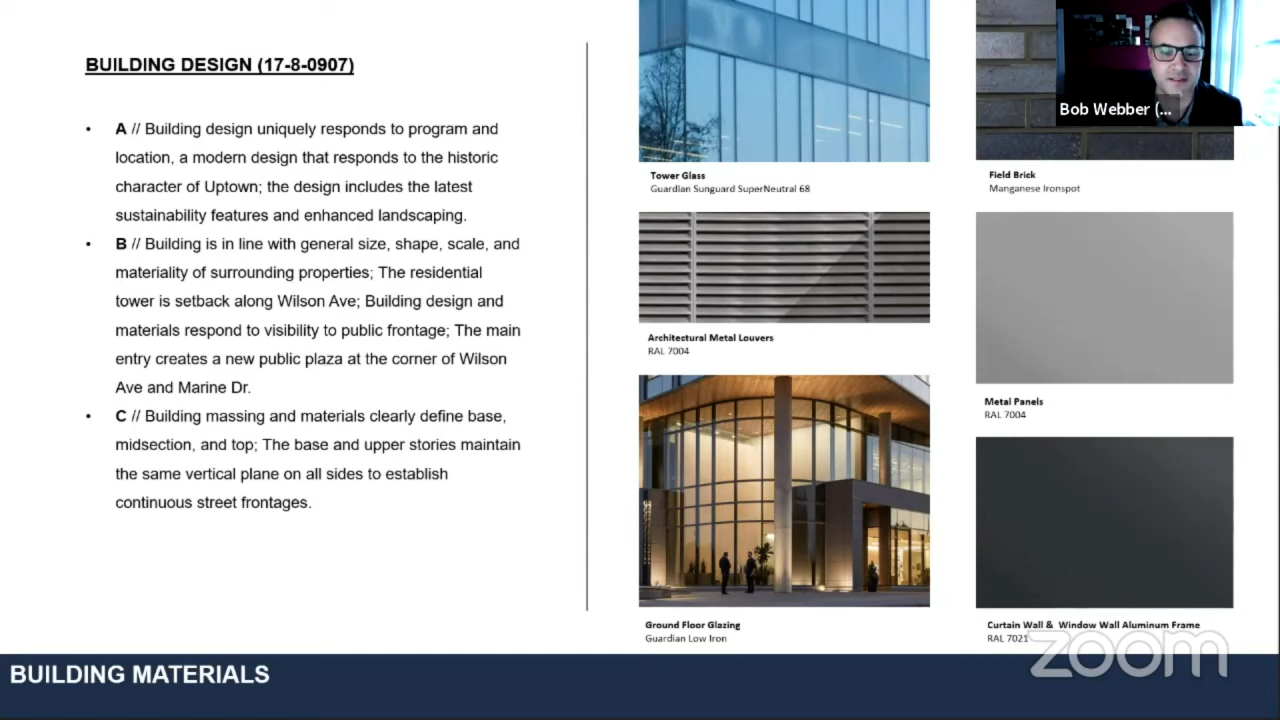 BUILDING DESIGN (17-8-0907)
• A // Building design uniquely responds to program and
location, a modern design that responds to the historic
character of Uptown; the design includes the latest
sustainability features and enhanced landscaping.
• B // Building is in line with general size, shape, scale, and
materiality of surrounding properties; The residential
tower is setback along Wilson Ave; Building design and
materials respond to visibility to public frontage; The main
entry creates a new public plaza at the corner of Wilson
Ave and Marine Dr.
• C // Building massing and materials clearly define base,
midsection, and top; The base and upper stories maintain
the same vertical plane on all sides to establish
continuous street frontages.
Tower Glass
Guardian Sunguard SuperNeutral 68
Architectural Metal Louvers
RAL 7004
Ground Floor Glazing
Guardian Low Iron
Bob Webber (...
Field Brick
Manganese Ironspot
Metal Panels
RAL 7004
Curtain Wall & Window Wall Aluminum Frame
RAL 7021
zoom
BUILDING MATERIALS